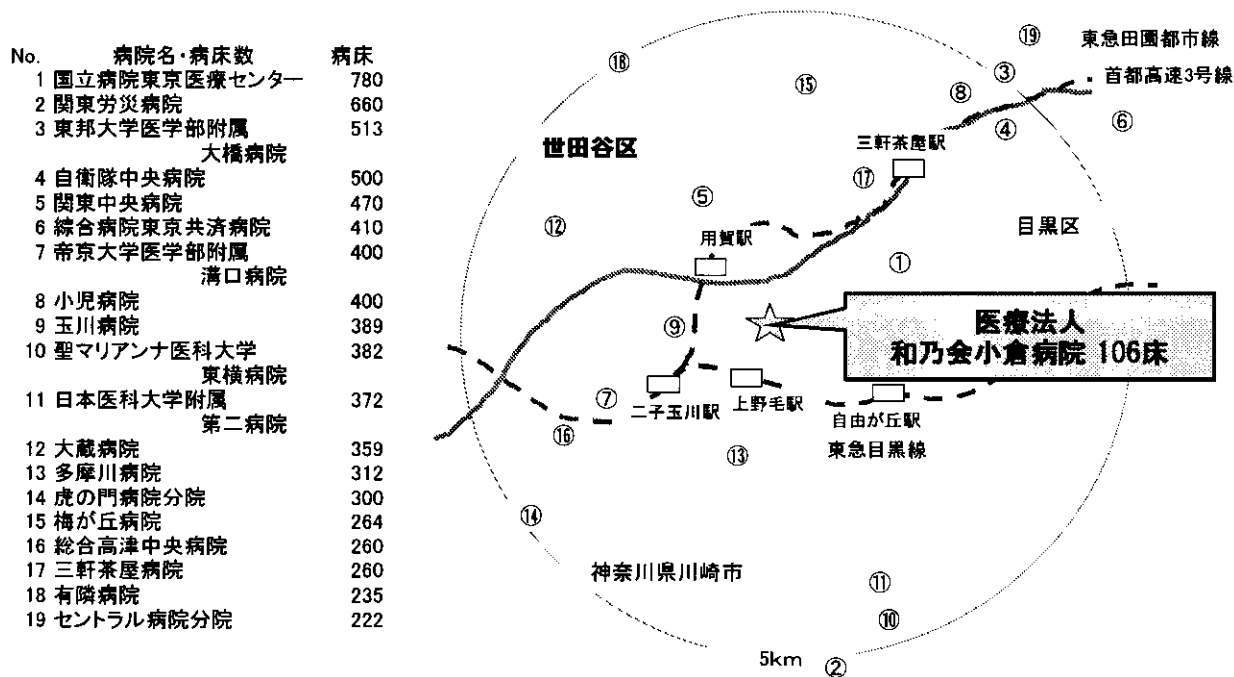 No. 病院名・病床数 病床
1 国立病院東京医療センター 780
2 関東労災病院 660
3 東邦大学医学部附属 513
大橋病院
4 自衛隊中央病院 500
5 関東中央病院 470
6 綜合病院東京共済病院 410
7 帝京大学医学部附属 400
溝口病院
8 小児病院 400
9 玉川病院 389
10 聖マリアンナ医科大学 382
東横病院
11 日本医科大学附属 372
第二病院
12 大蔵病院 359
13 多摩川病院 312
14 虎の門病院分院 300
15 梅が丘病院 264
16 総合高津中央病院 260
17 三軒茶屋病院 260
18 有隣病院 235
19 セントラル病院分院 222
⑲ 東急田園都市線
⑱ ③ 首都高速3号線
⑮ ⑧
④ ⑥
世田谷区 三軒茶屋駅
⑰
⑤
⑫ 目黒区
用賀駅
①
⑨
医療法人
和乃会小倉病院 106床
⑦ 二子玉川駅 上野毛駅 自由が丘駅
⑯ 東急目黒線
⑬
⑭
神奈川県川崎市
⑪
⑩
5km ②